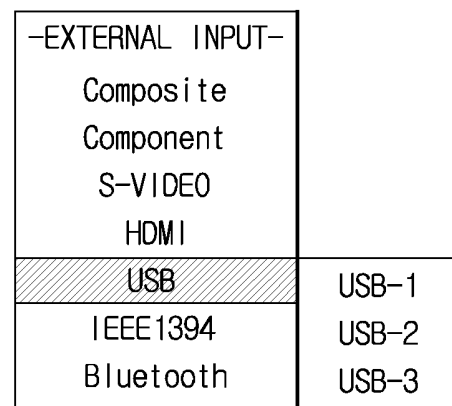 -EXTERNAL INPUT-
Composite
Component
S-VIDEO
HDMI
USB
IEEE1394
Bluetooth
USB-1
USB-2
USB-3